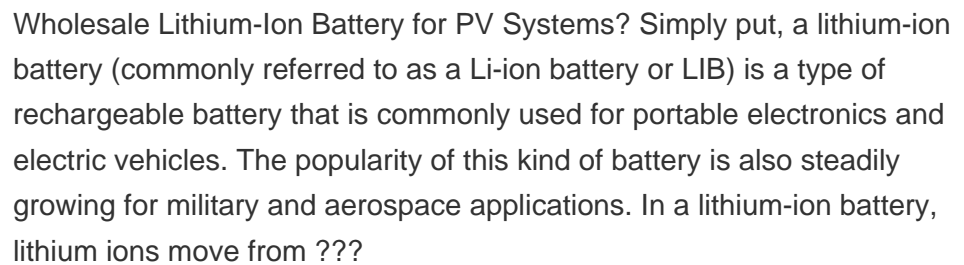 Wholesale Lithium-Ion Battery for PV Systems? Simply put, a lithium-ion
battery (commonly referred to as a Li-ion battery or LIB) is a type of
rechargeable battery that is commonly used for portable electronics and
electric vehicles. The popularity of this kind of battery is also steadily
growing for military and aerospace applications. In a lithium-ion battery,
lithium ions move from ???